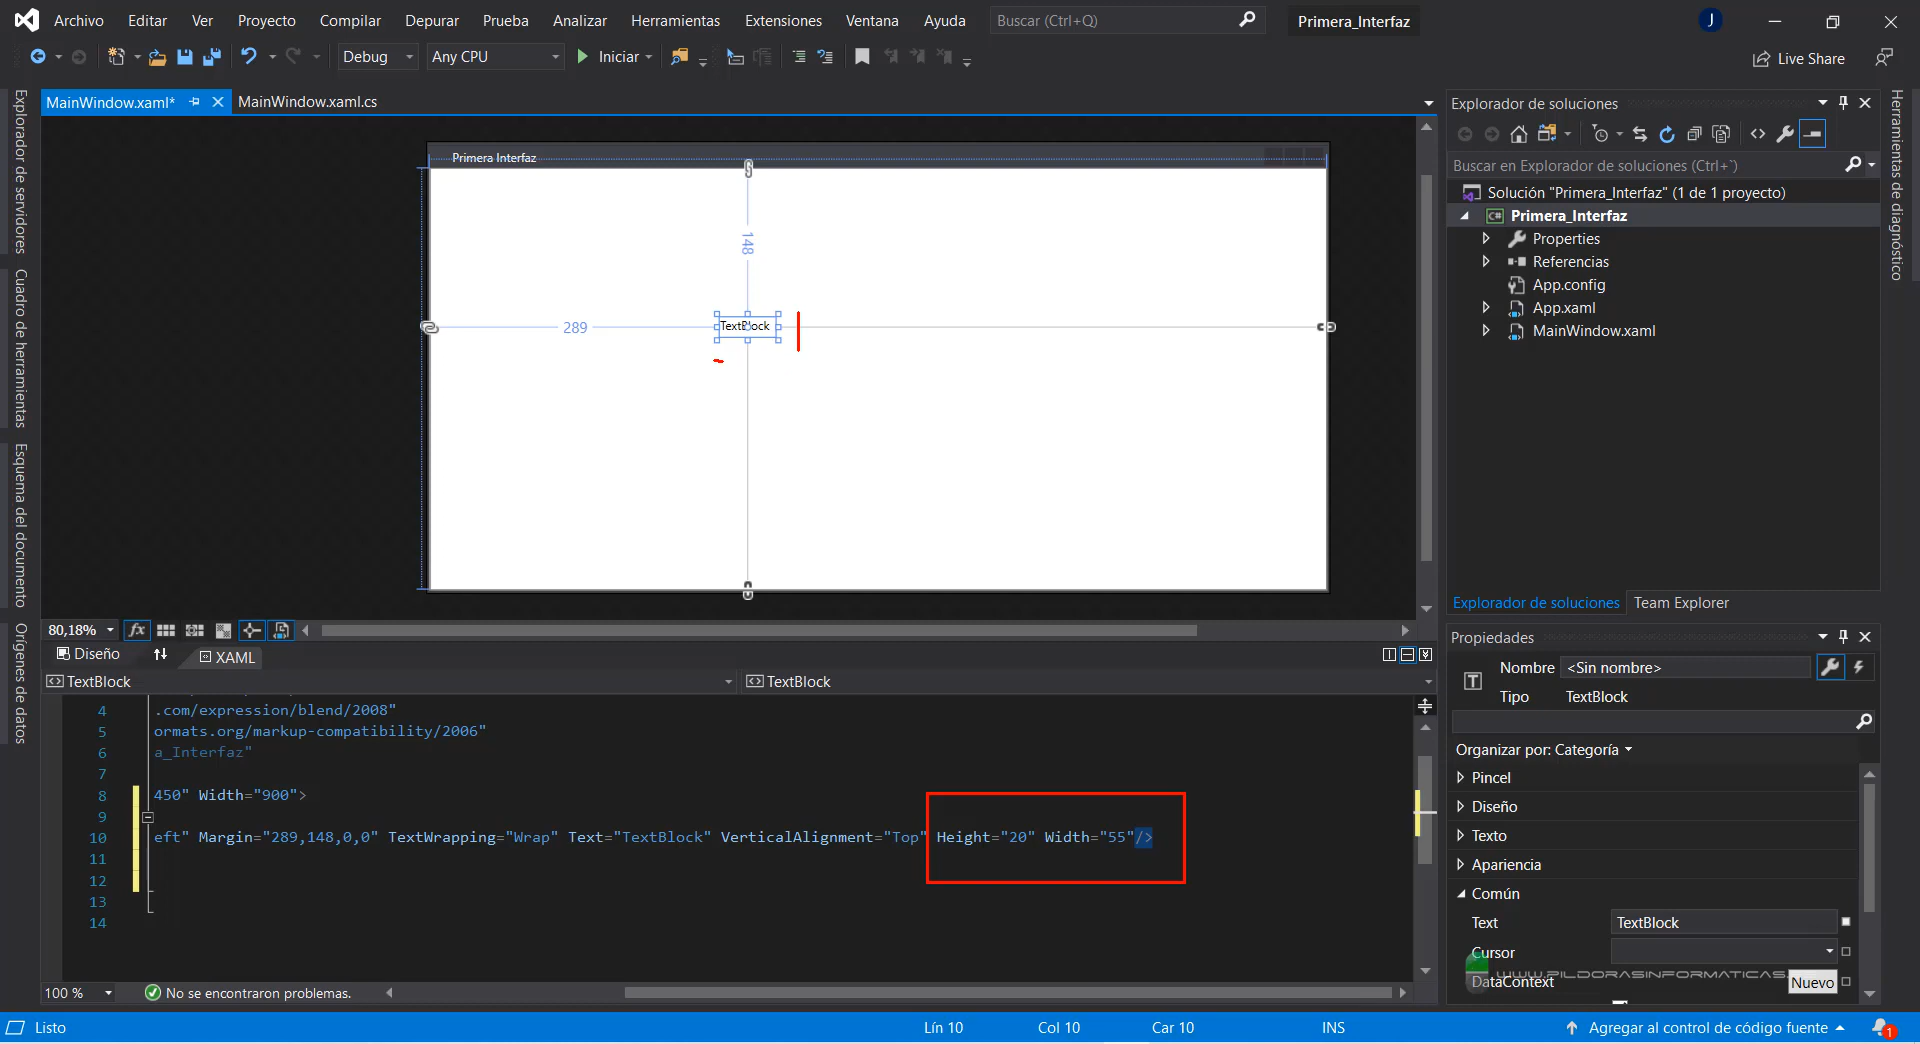 Archivo Editar Ver Proyecto Compilar Depurar Prueba Analizar Herramientas Extensiones Ventana Ayuda Buscar (Ctrl+Q) Primera_Interfaz J
Debug Any CPU Iniciar Live Share
MainWindow.xaml* MainWindow.xaml.cs
Explorador de servidores
Cuadro de herramientas
Esquema del documento
Orígenes de datos
Primera Interfaz
148
289
TextBlock
80,18% fx
Diseño XAML
TextBlock TextBlock
4 .com/expression/blend/2008"
5 ormats.org/markup-compatibility/2006"
6 a_Interfaz"
7
8 450" Width="900">
9
10 eft" Margin="289,148,0,0" TextWrapping="Wrap" Text="TextBlock" VerticalAlignment="Top" Height="20" Width="55"/>
11
12
13
14
100 % No se encontraron problemas.
Explorador de soluciones
Buscar en Explorador de soluciones (Ctrl+`)
Solución "Primera_Interfaz" (1 de 1 proyecto)
C# Primera_Interfaz
Properties
Referencias
App.config
App.xaml
MainWindow.xaml
Explorador de soluciones Team Explorer
Herramientas de diagnóstico
Propiedades
Nombre <Sin nombre>
Tipo TextBlock
Organizar por: Categoría
Pincel
Diseño
Texto
Apariencia
Común
Text TextBlock
Cursor
WWW.PILDORASINFORMATICAS.
DataContext Nuevo
Listo Lín 10 Col 10 Car 10 INS Agregar al control de código fuente 1